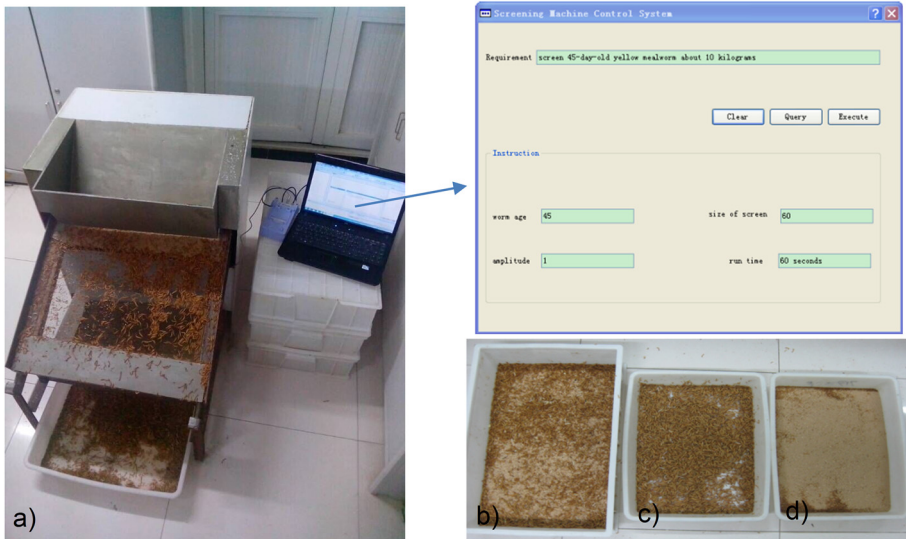 Screening Machine Control System
Requirement screen 45-day-old yellow mealworm about 10 kilograms
Clear Query Execute
Instruction
worm age 45 size of screen 60
amplitude 1 run time 60 seconds
a)
b) c) d)